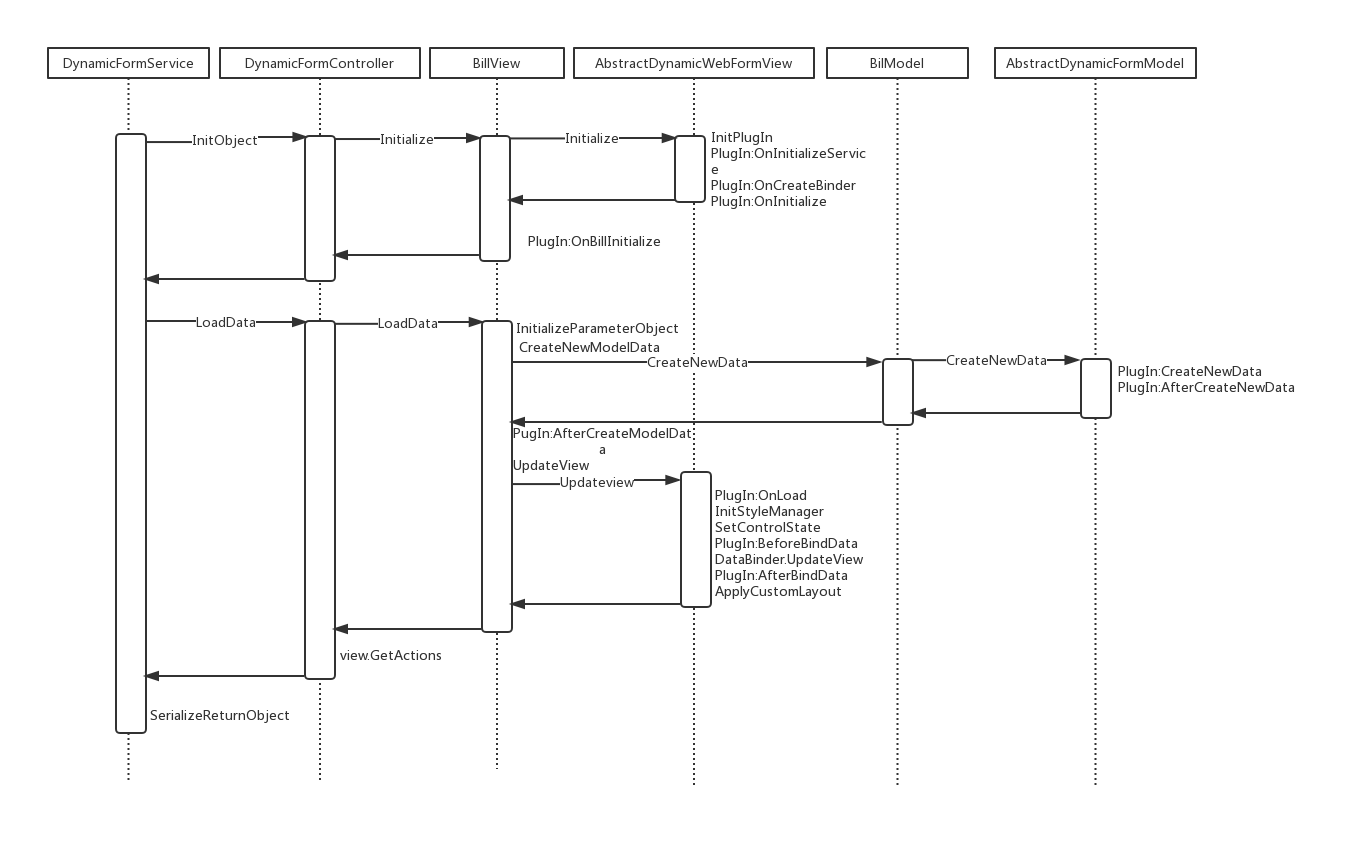 DynamicFormService
DynamicFormController
BillView
AbstractDynamicWebFormView
BilModel
AbstractDynamicFormModel
InitObject
Initialize
Initialize
InitPlugIn
PlugIn:OnInitializeServic
e
PlugIn:OnCreateBinder
PlugIn:OnInitialize
PlugIn:OnBillInitialize
LoadData
LoadData
InitializeParameterObject
CreateNewModelData
CreateNewData
CreateNewData
PlugIn:CreateNewData
PlugIn:AfterCreateNewData
PugIn:AfterCreateModelDat
a
UpdateView
Updateview
PlugIn:OnLoad
InitStyleManager
SetControlState
PlugIn:BeforeBindData
DataBinder.UpdateView
PlugIn:AfterBindData
ApplyCustomLayout
view.GetActions
SerializeReturnObject